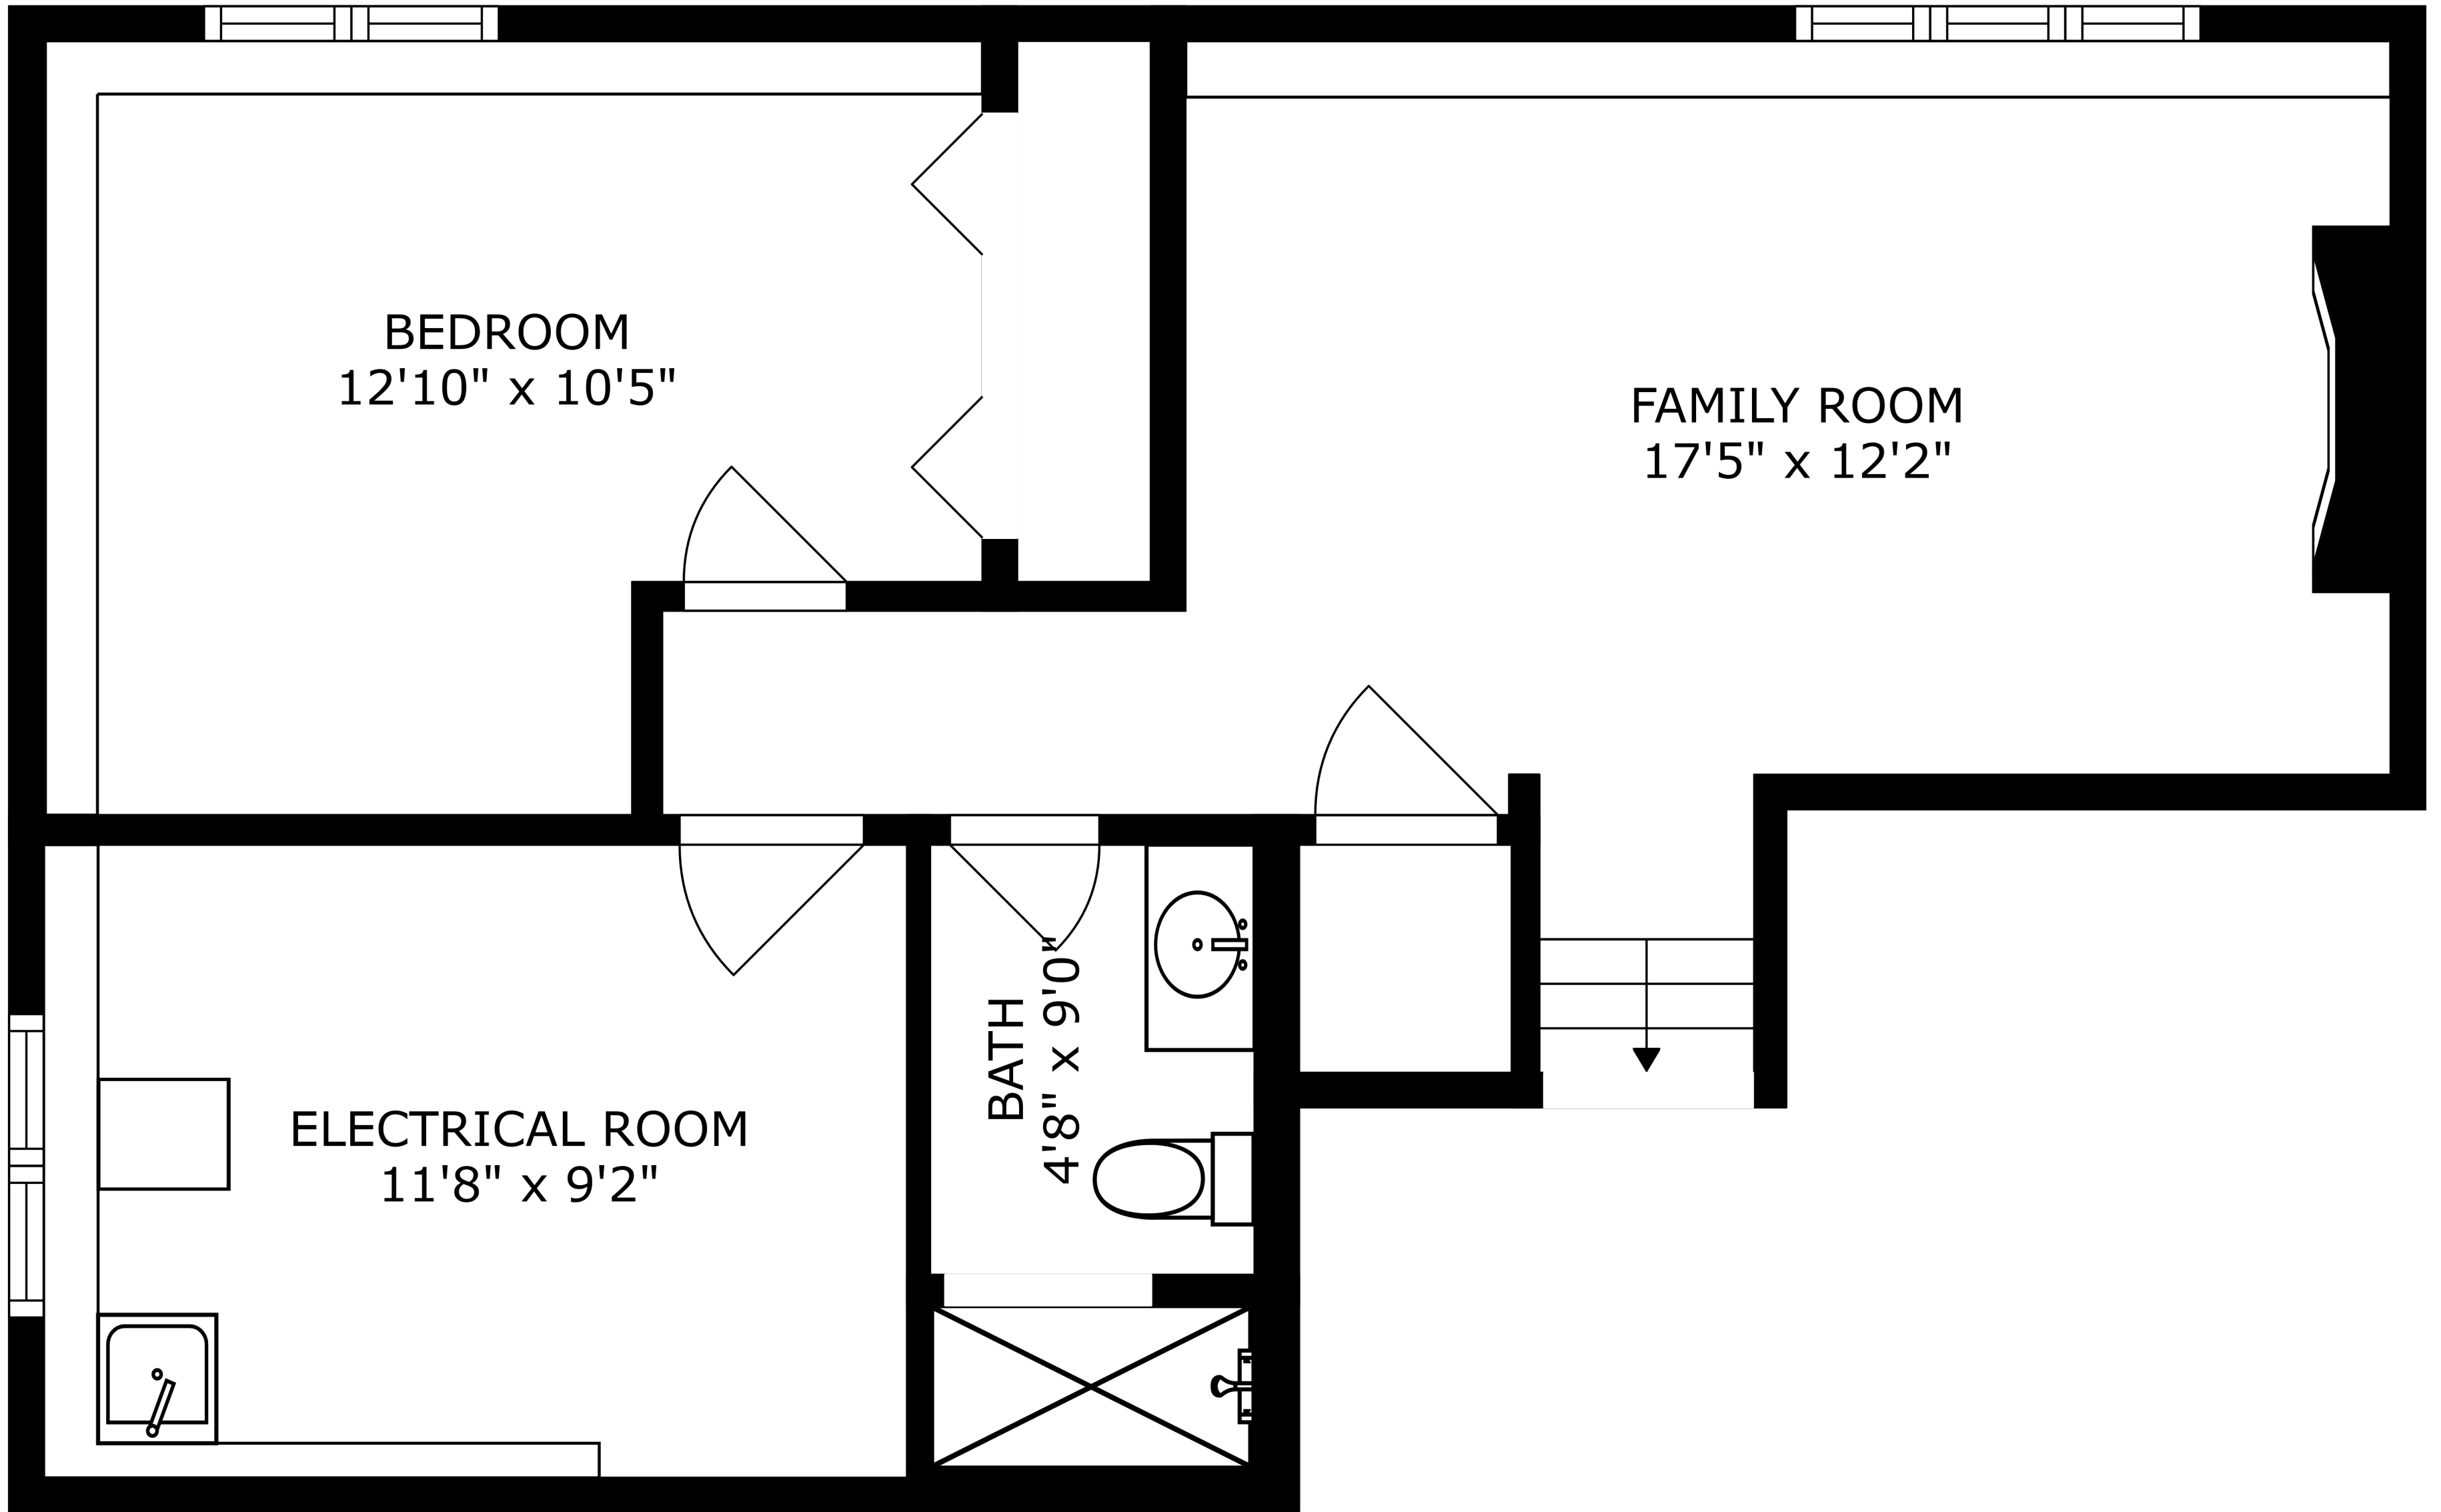 BEDROOM
12'10" x 10'5"
FAMILY ROOM
17'5" x 12'2"
ELECTRICAL ROOM
11'8" x 9'2"
BATH
4'8" x 9'0"